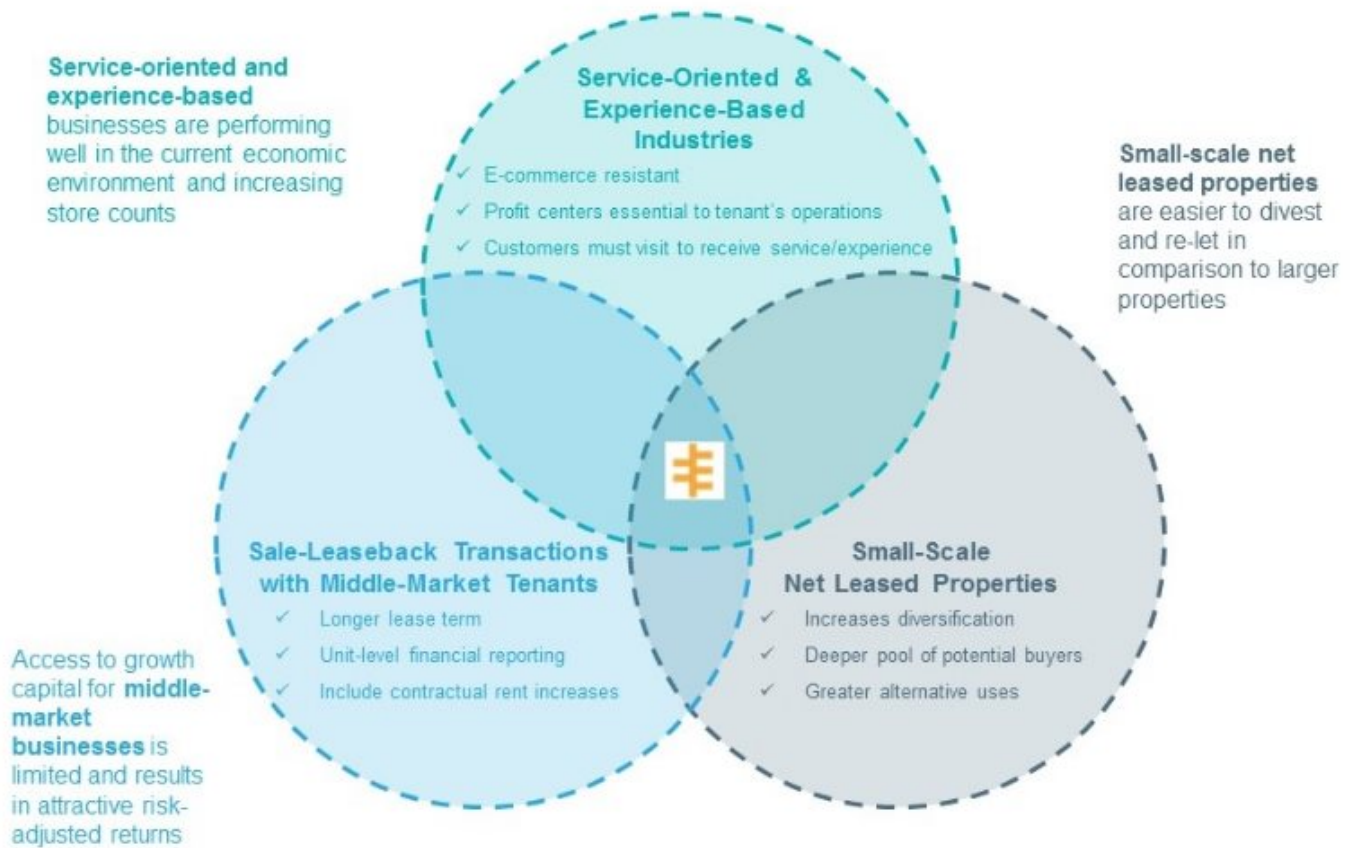 Service-oriented and
experience-based
businesses are performing
well in the current economic
environment and increasing
store counts
Service-Oriented &
Experience-Based
Industries
✓ E-commerce resistant
✓ Profit centers essential to tenant's operations
✓ Customers must visit to receive service/experience
Small-scale net
leased properties
are easier to divest
and re-let in
comparison to larger
properties
Sale-Leaseback Transactions
with Middle-Market Tenants
✓ Longer lease term
✓ Unit-level financial reporting
✓ Include contractual rent increases
Small-Scale
Net Leased Properties
✓ Increases diversification
✓ Deeper pool of potential buyers
✓ Greater alternative uses
Access to growth
capital for middle-
market
businesses is
limited and results
in attractive risk-
adjusted returns